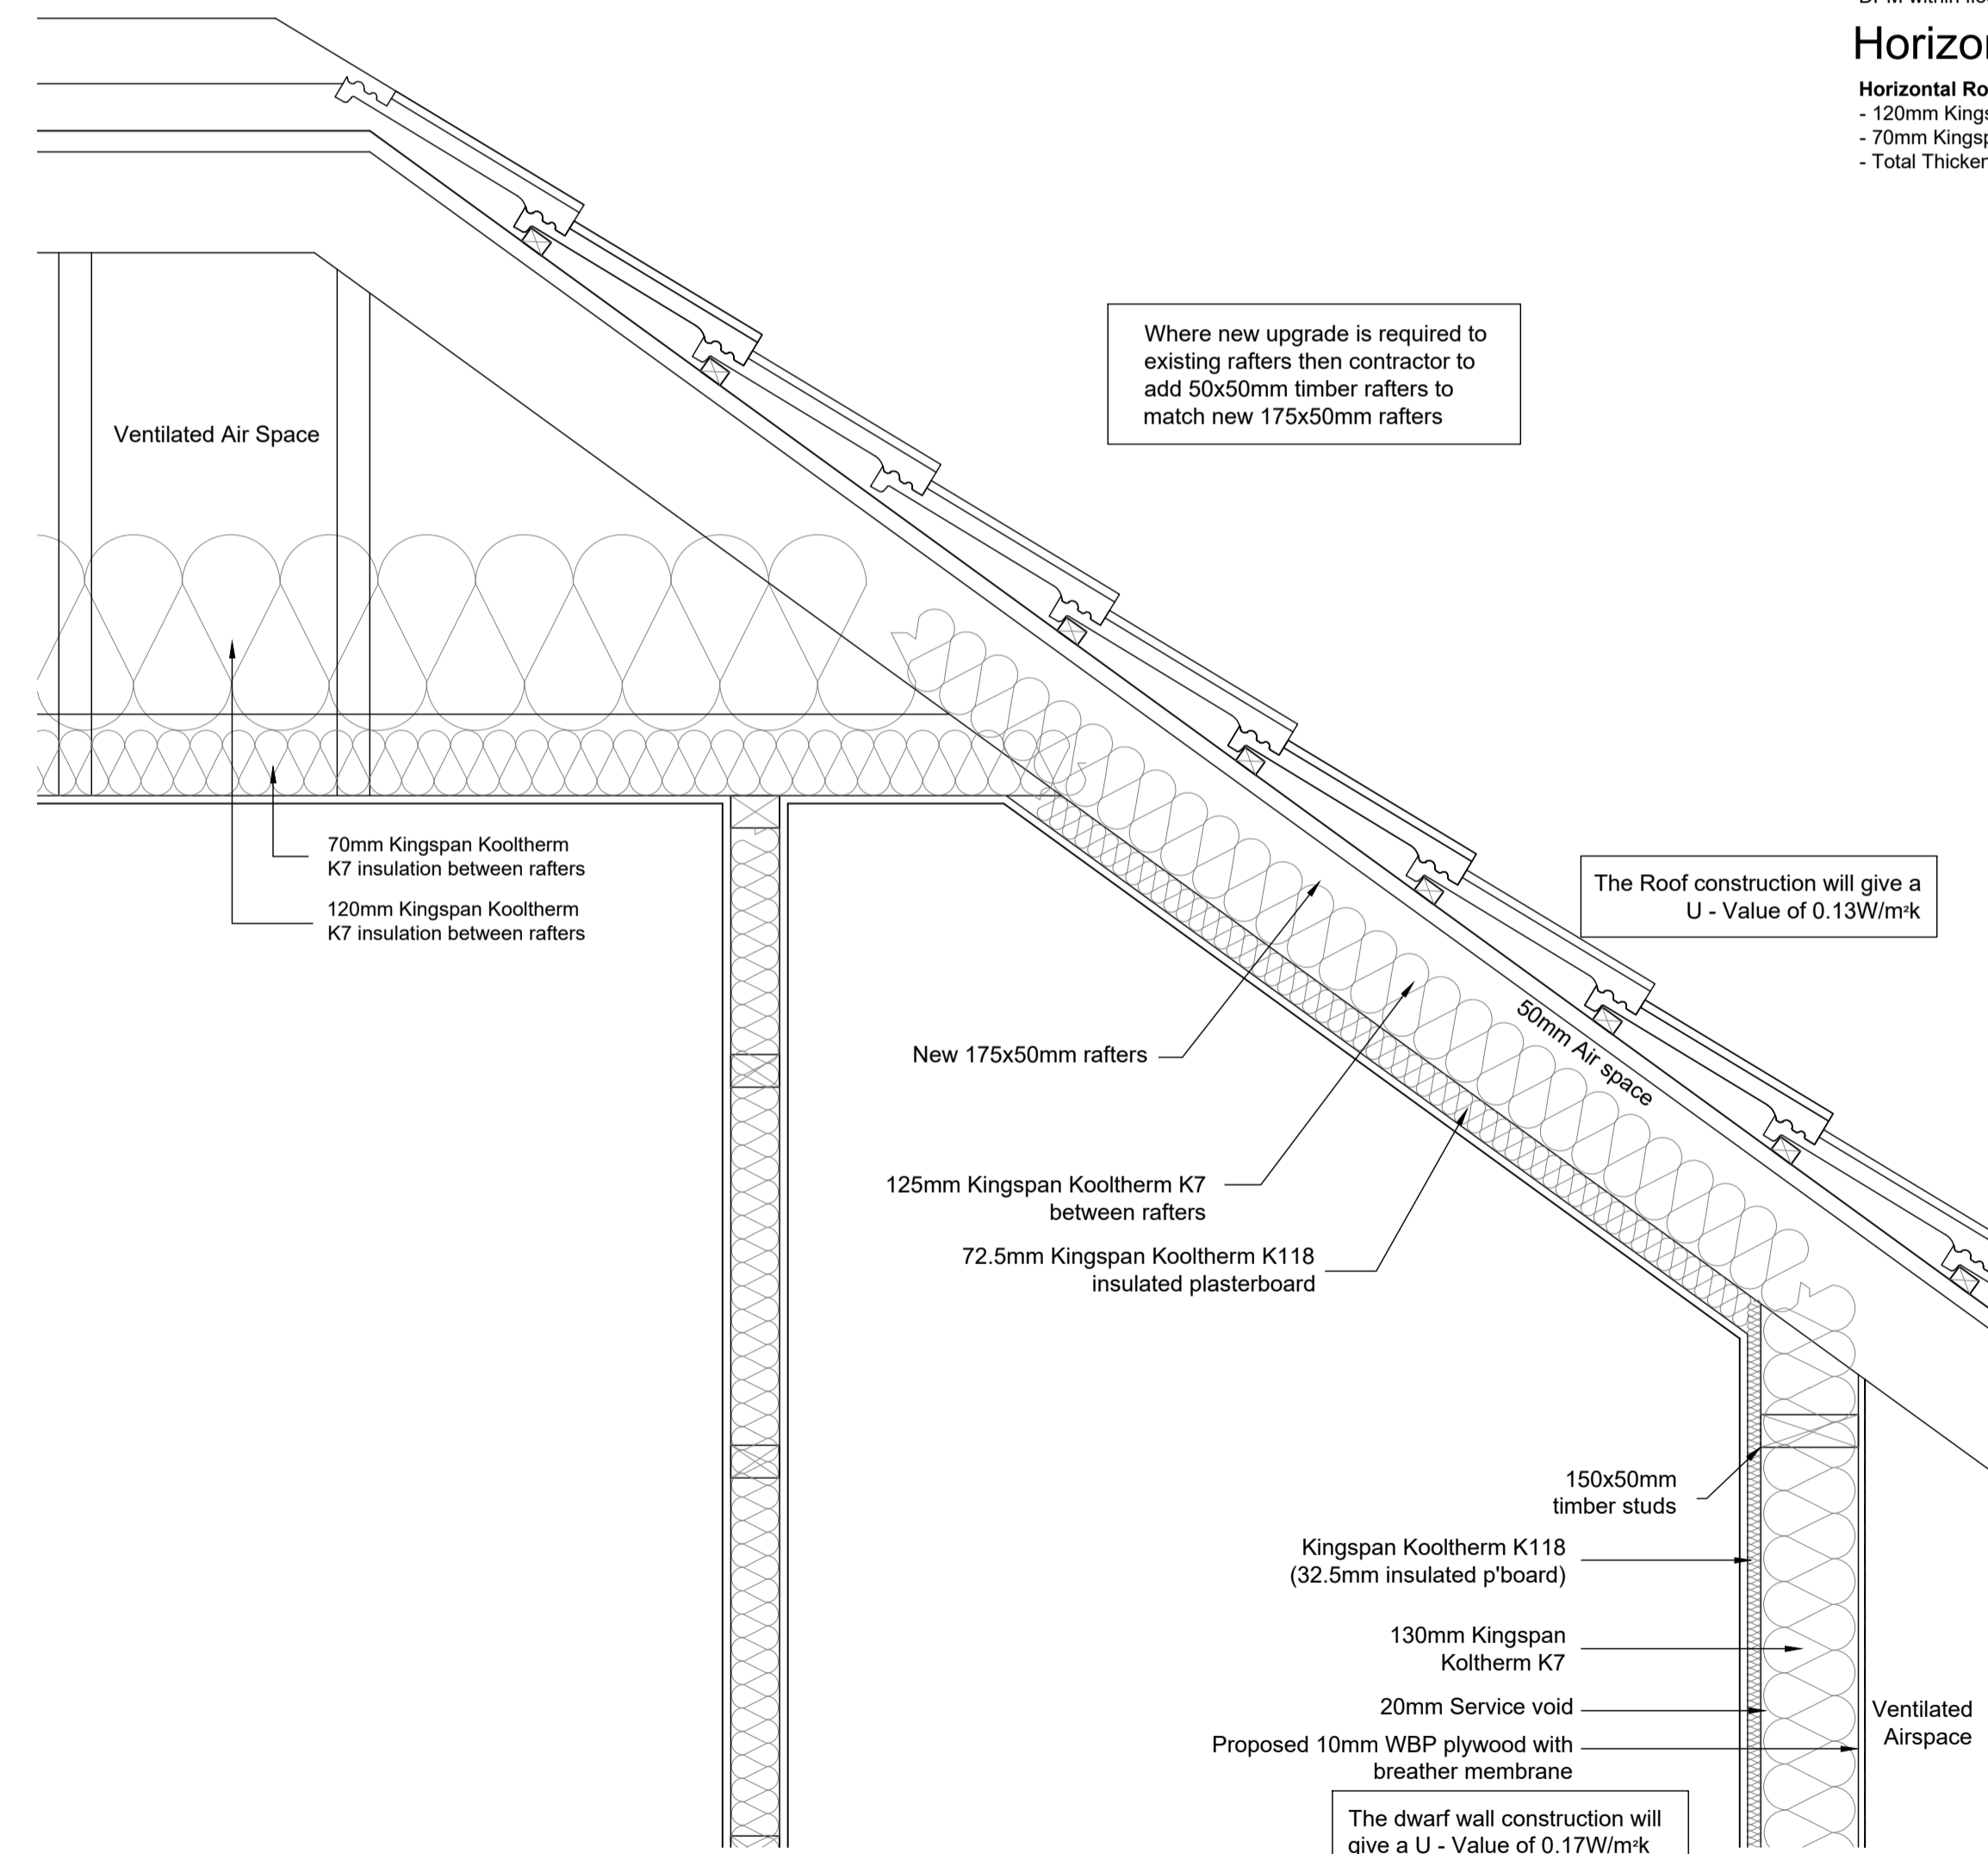 Horizontal Ro
- 120mm Kings
- 70mm Kingsp
- Total Thicken
Where new upgrade is required to
existing rafters then contractor to
add 50x50mm timber rafters to
match new 175x50mm rafters
Ventilated Air Space
70mm Kingspan Kooltherm
K7 insulation between rafters
120mm Kingspan Kooltherm
K7 insulation between rafters
The Roof construction will give a
U - Value of 0.13W/m²k
50mm Air space
New 175x50mm rafters
125mm Kingspan Kooltherm K7
between rafters
72.5mm Kingspan Kooltherm K118
insulated plasterboard
150x50mm
timber studs
Kingspan Kooltherm K118
(32.5mm insulated p'board)
130mm Kingspan
Koltherm K7
20mm Service void
Proposed 10mm WBP plywood with
breather membrane
Ventilated
Airspace
The dwarf wall construction will
give a U - Value of 0.17W/m²k